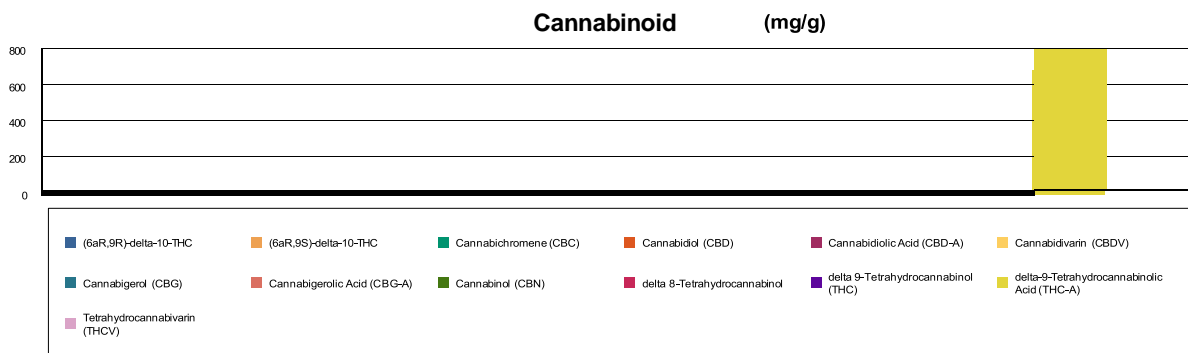 Cannabinoid (mg/g)
800
600
400
200
0
(6aR,9R)-delta-10-THC
(6aR,9S)-delta-10-THC
Cannabichromene (CBC)
Cannabidiol (CBD)
Cannabidiolic Acid (CBD-A)
Cannabidivarin (CBDV)
Cannabigerol (CBG)
Cannabigerolic Acid (CBG-A)
Cannabinol (CBN)
delta 8-Tetrahydrocannabinol
delta 9-Tetrahydrocannabinol
(THC)
delta-9-Tetrahydrocannabinolic
Acid (THC-A)
Tetrahydrocannabivarin
(THCV)